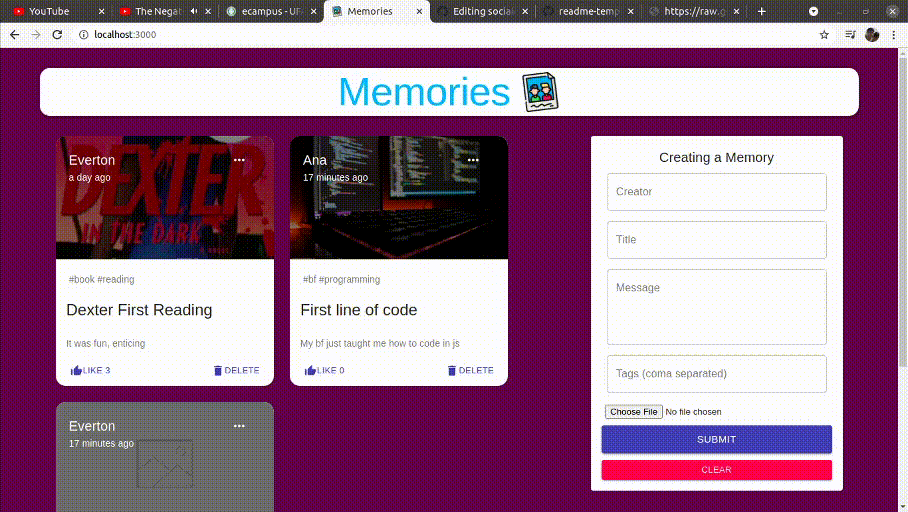 YouTube
The Negat
ecampus - UF
Memories
Editing social
readme-temp
https://raw.g
localhost:3000
Memories
Everton
a day ago
DEXTER
IN THE DARK
#book #reading
Dexter First Reading
It was fun, enticing
LIKE 3
DELETE
Ana
17 minutes ago
#bf #programming
First line of code
My bf just taught me how to code in js
LIKE 0
DELETE
Everton
17 minutes ago
Creating a Memory
Creator
Title
Message
Tags (coma separated)
Choose File No file chosen
SUBMIT
CLEAR